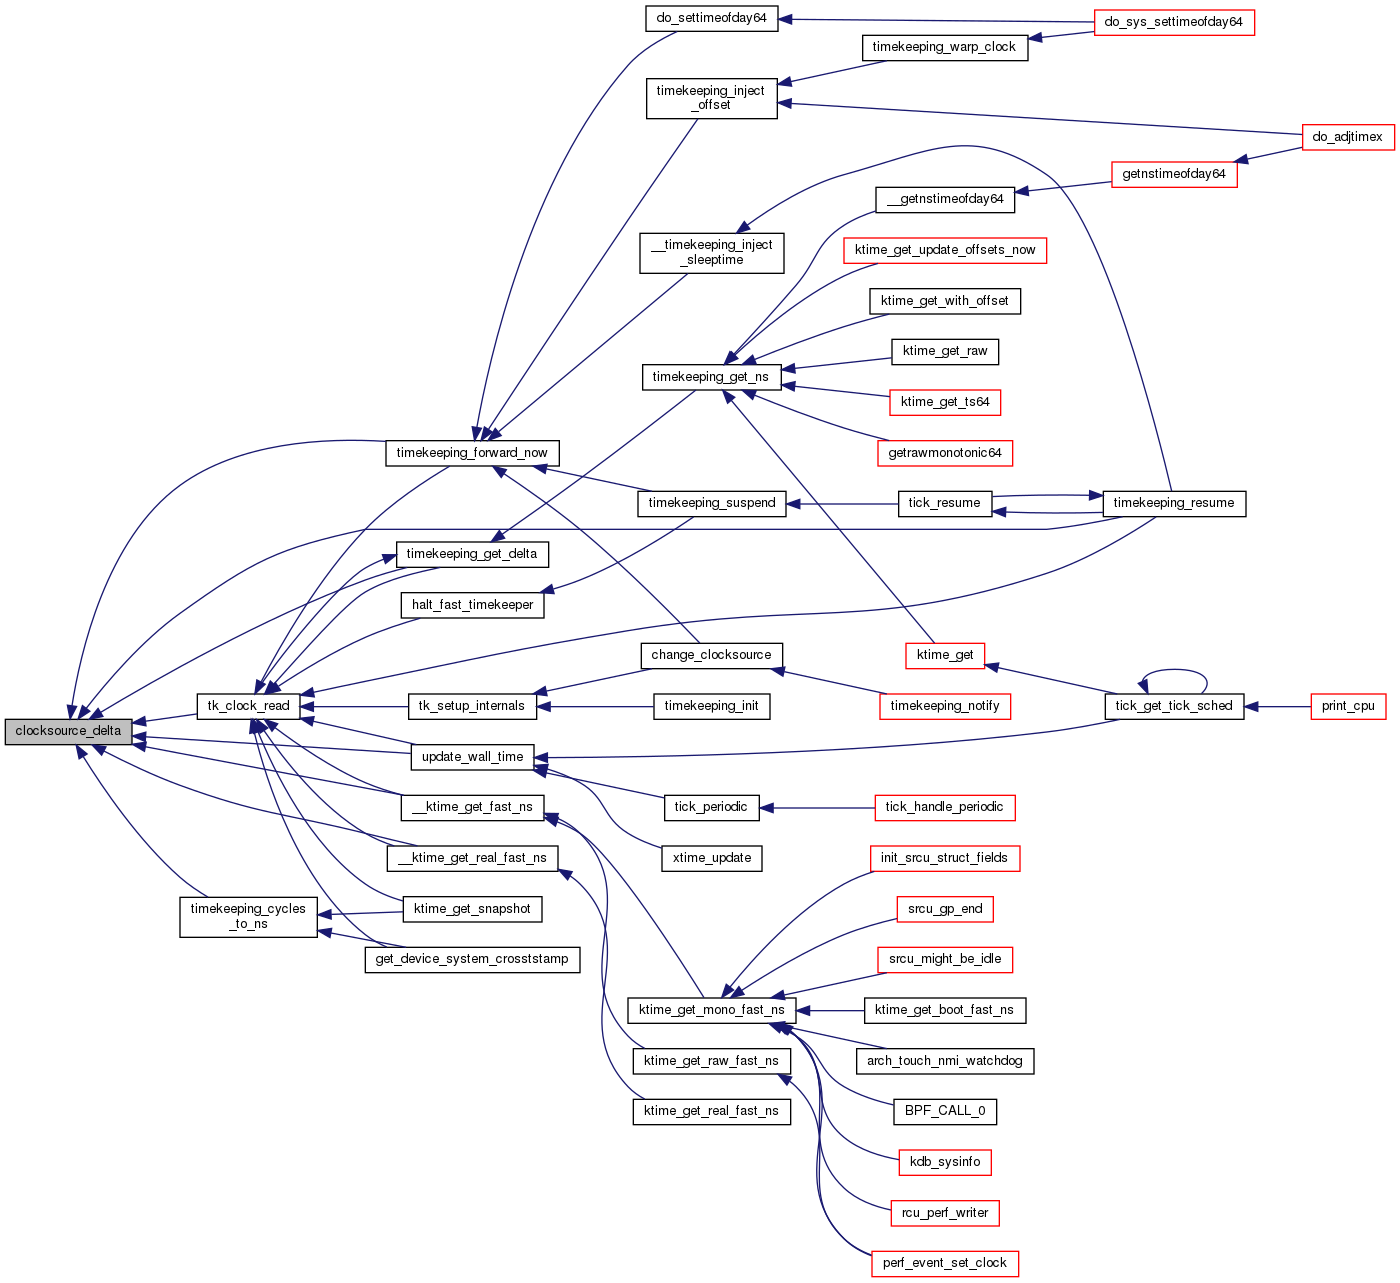 do_settimeofday64
do_sys_settimeofday64
timekeeping_warp_clock
timekeeping_inject
_offset
do_adjtimex
getnstimeofday64
__getnstimeofday64
__timekeeping_inject
_sleeptime
ktime_get_update_offsets_now
ktime_get_with_offset
ktime_get_raw
timekeeping_get_ns
ktime_get_ts64
getrawmonotonic64
timekeeping_forward_now
timekeeping_suspend
tick_resume
timekeeping_resume
timekeeping_get_delta
halt_fast_timekeeper
change_clocksource
ktime_get
tk_clock_read
tk_setup_internals
timekeeping_init
timekeeping_notify
tick_get_tick_sched
print_cpu
clocksource_delta
update_wall_time
__ktime_get_fast_ns
tick_periodic
tick_handle_periodic
__ktime_get_real_fast_ns
xtime_update
init_srcu_struct_fields
timekeeping_cycles
_to_ns
ktime_get_snapshot
srcu_gp_end
get_device_system_crosststamp
srcu_might_be_idle
ktime_get_mono_fast_ns
ktime_get_boot_fast_ns
ktime_get_raw_fast_ns
arch_touch_nmi_watchdog
ktime_get_real_fast_ns
BPF_CALL_0
kdb_sysinfo
rcu_perf_writer
perf_event_set_clock